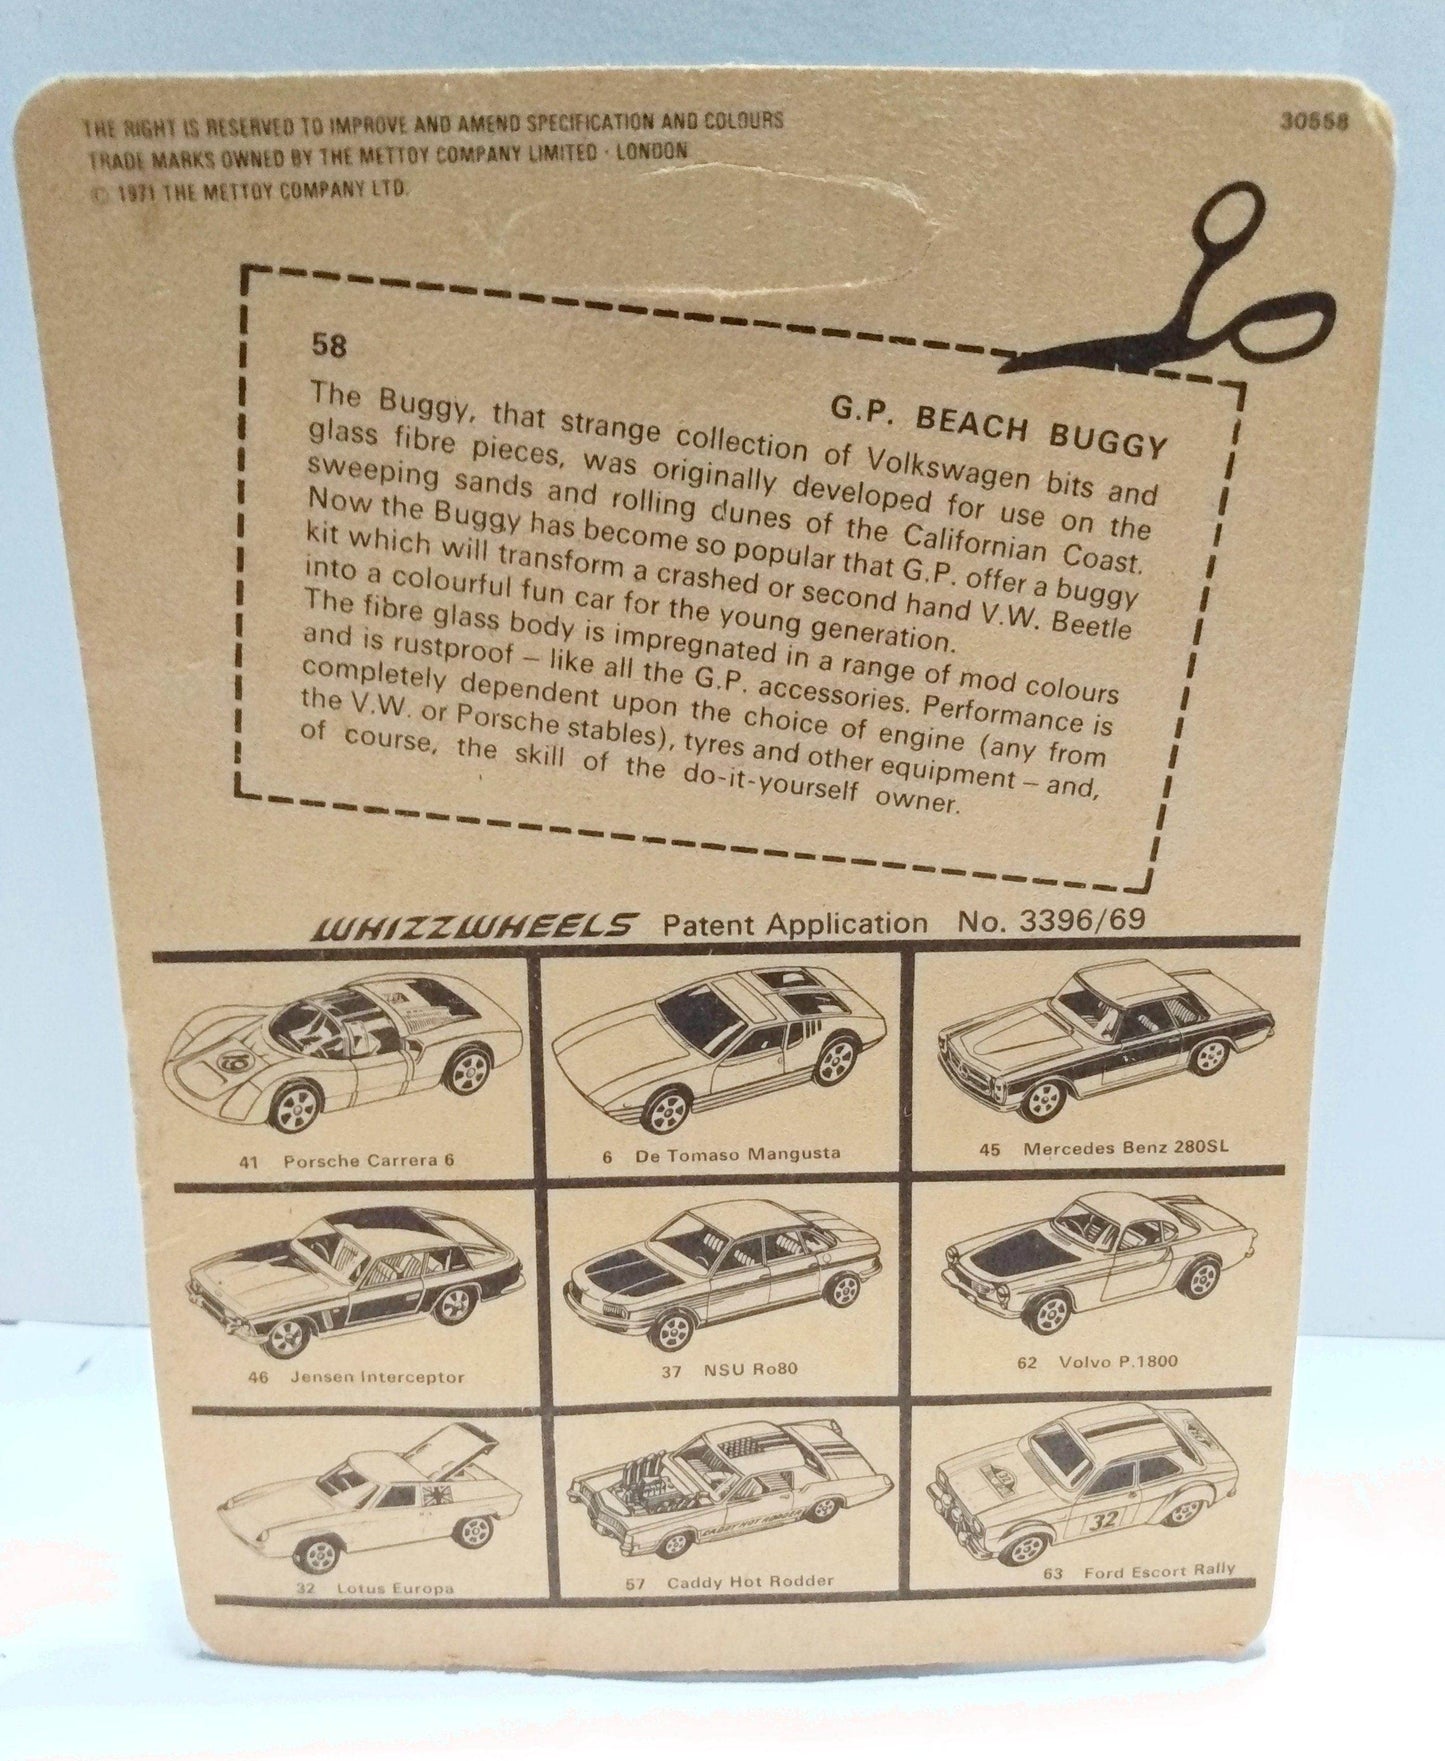 THE RIGHT IS RESERVED TO IMPROVE AND AMEND SPECIFICATION AND COLOURS
TRADE MARKS OWNED BY THE METTOY COMPANY LIMITED · LONDON
© 1971 THE METTOY COMPANY LTD.
30558
58
G.P. BEACH BUGGY
The Buggy, that strange collection of Volkswagen bits and
glass fibre pieces, was originally developed for use on the
sweeping sands and rolling dunes of the Californian Coast.
Now the Buggy has become so popular that G.P. offer a buggy
kit which will transform a crashed or second hand V.W. Beetle
into a colourful fun car for the young generation.
The fibre glass body is impregnated in a range of mod colours
and is rustproof – like all the G.P. accessories. Performance is
completely dependent upon the choice of engine (any from
the V.W. or Porsche stables), tyres and other equipment – and,
of course, the skill of the do-it-yourself owner.
WHIZZWHEELS Patent Application No. 3396/69
41 Porsche Carrera 6
6 De Tomaso Mangusta
45 Mercedes Benz 280SL
46 Jensen Interceptor
37 NSU Ro80
62 Volvo P.1800
32 Lotus Europa
CADDY HOT RODDER
57 Caddy Hot Rodder
32
63 Ford Escort Rally